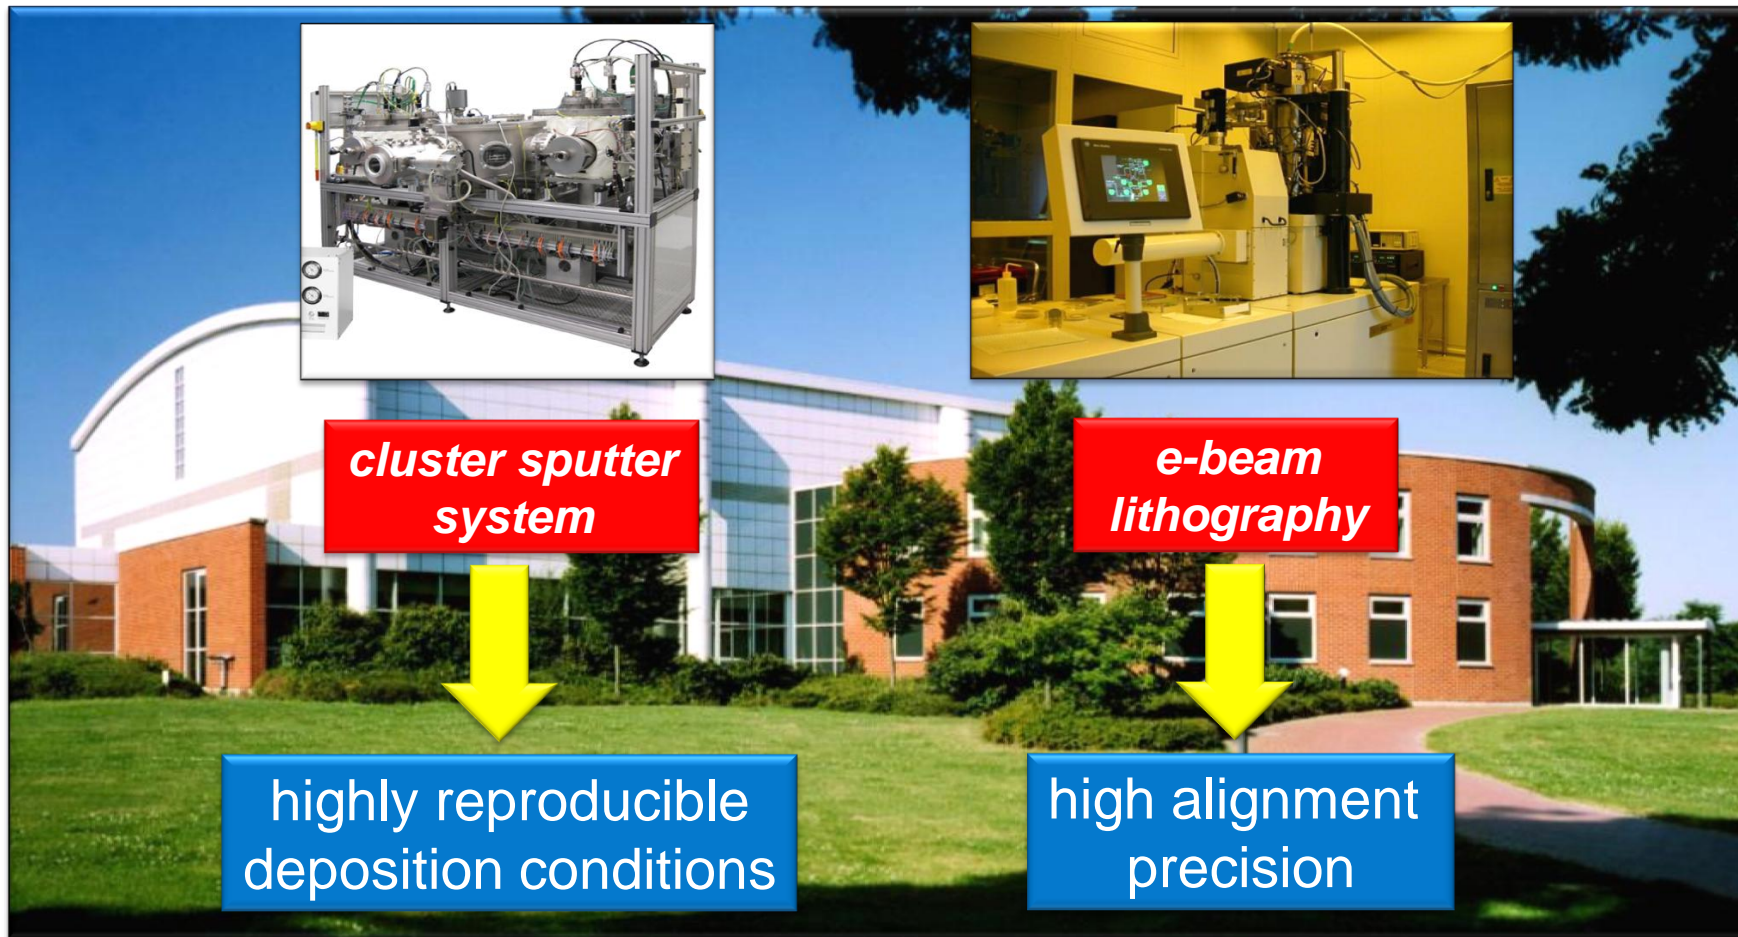 cluster sputter
system
e-beam
lithography
highly reproducible
deposition conditions
high alignment
precision